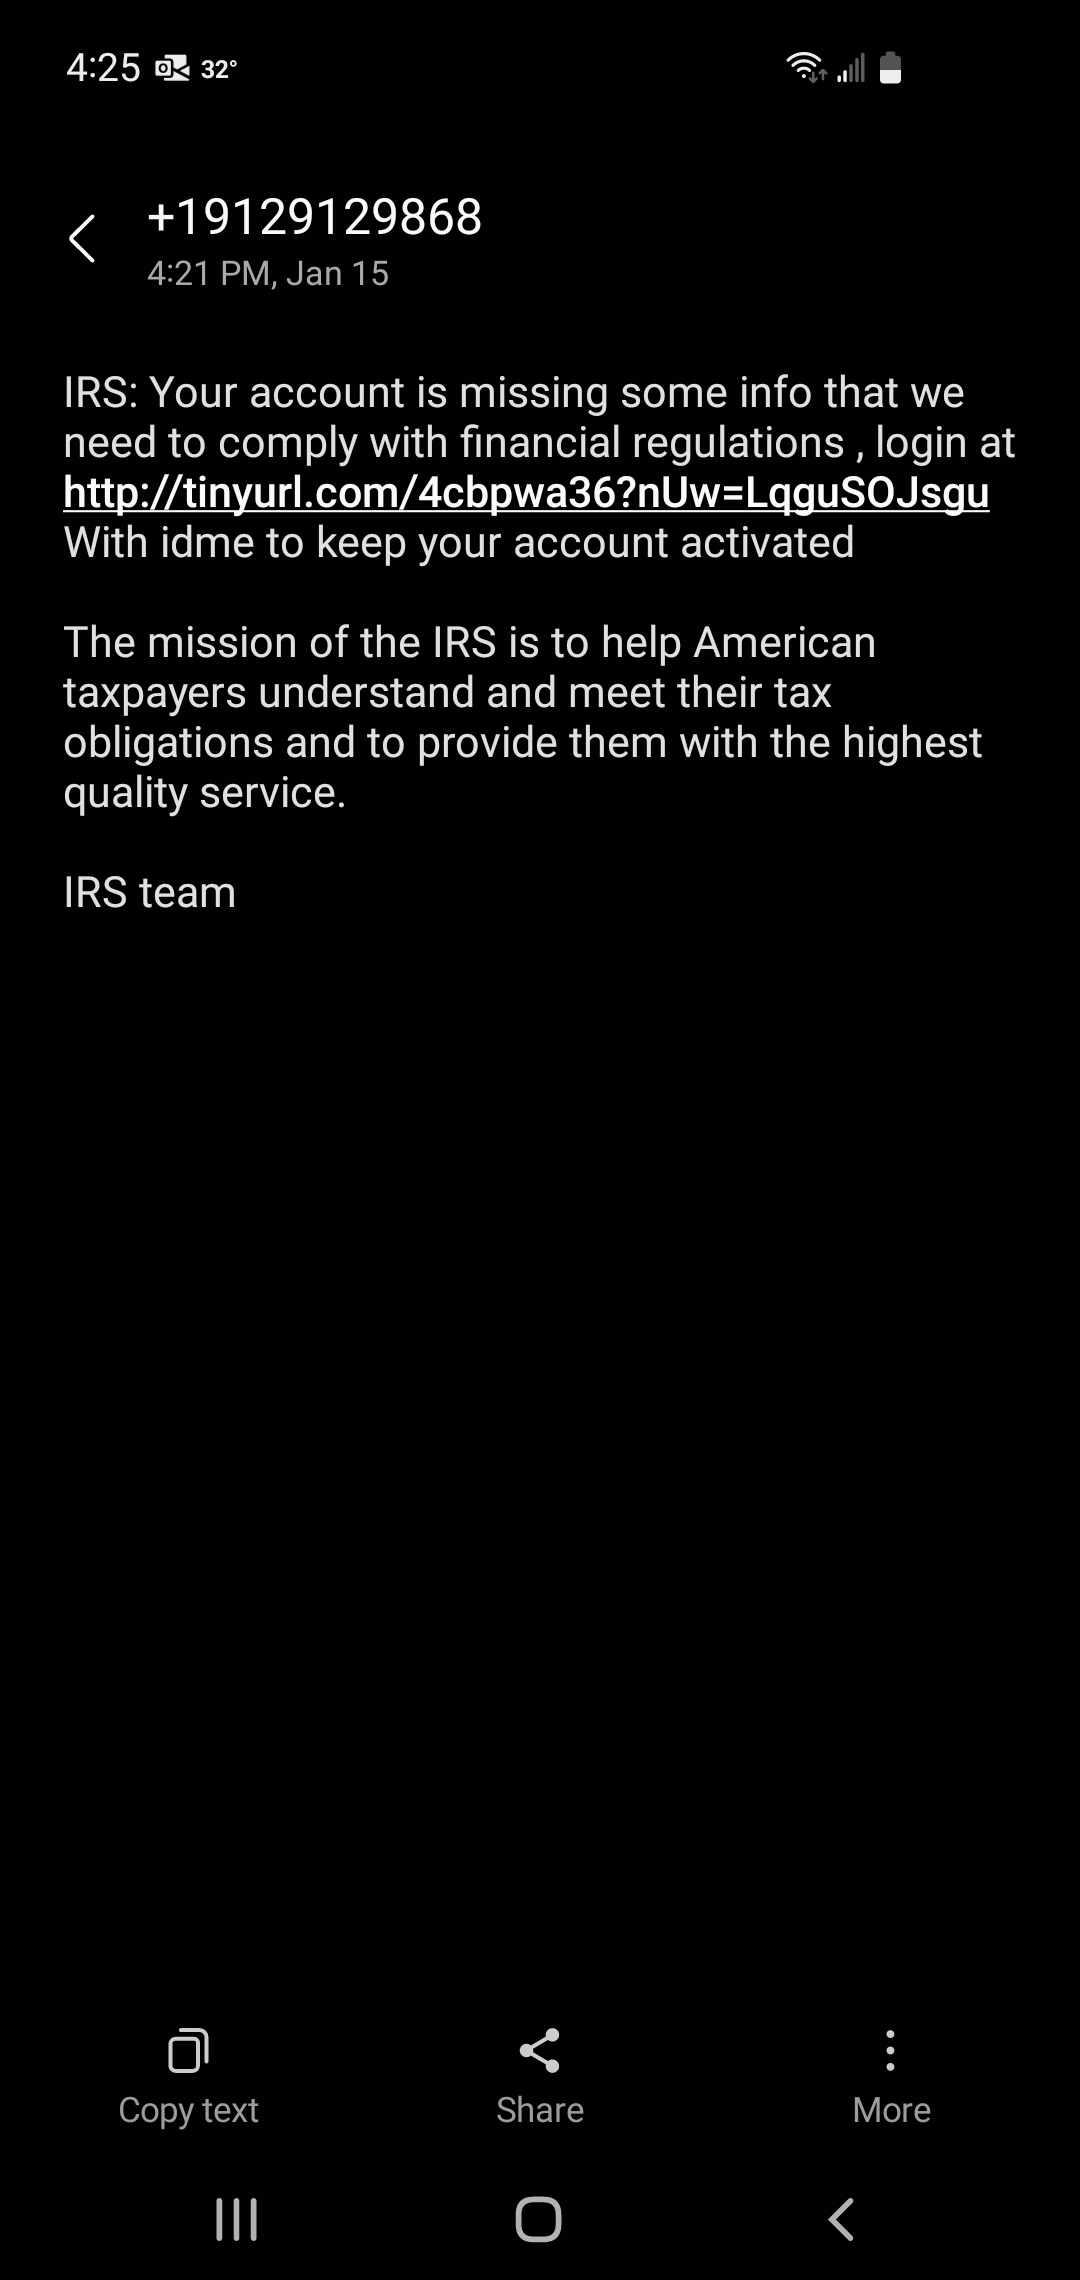 4:25 32°
+19129129868
4:21 PM, Jan 15
IRS: Your account is missing some info that we
need to comply with financial regulations , login at
http://tinyurl.com/4cbpwa36?nUw=LqguSOJsgu
With idme to keep your account activated
The mission of the IRS is to help American
taxpayers understand and meet their tax
obligations and to provide them with the highest
quality service.
IRS team
Copy text Share More